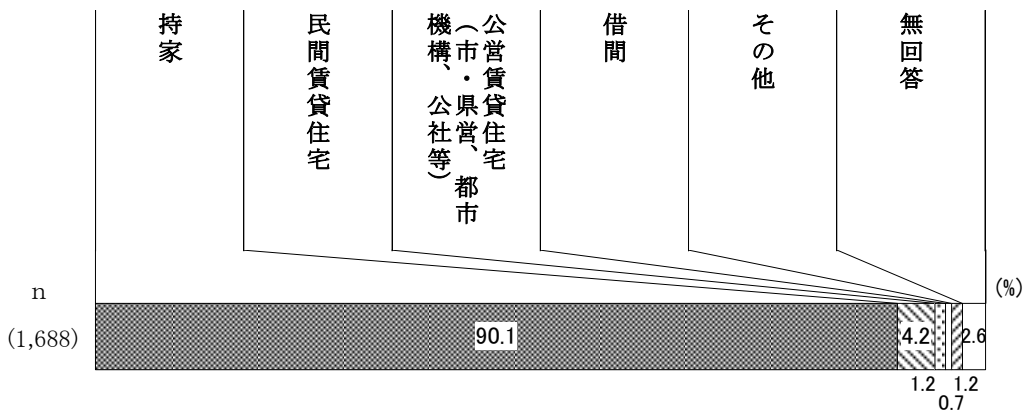 持家
民間賃貸住宅
公営賃貸住宅
（市・県営、都市
機構、公社等）
借間
その他
無回答
(%)
n
(1,688)
90.1
4.2
1.2
0.7
1.2
2.6